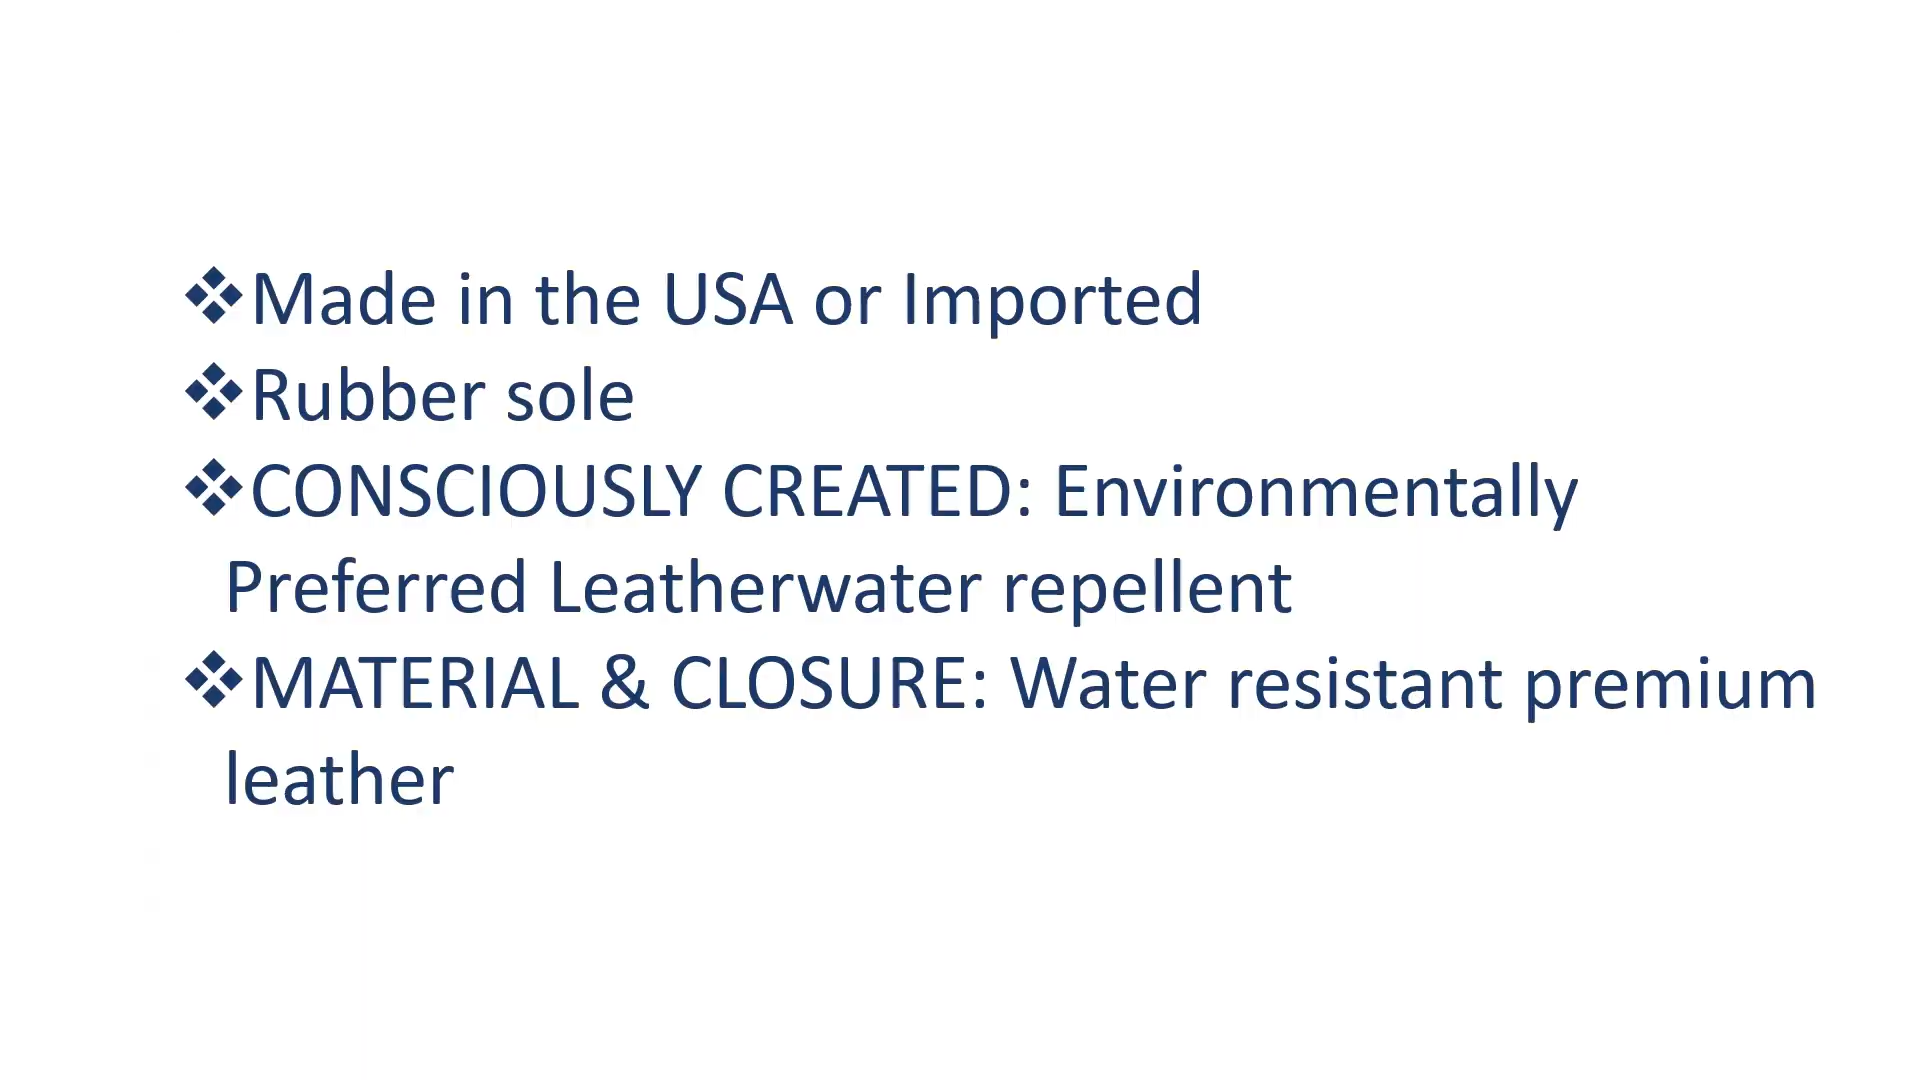 ❖Made in the USA or Imported
❖Rubber sole
❖CONSCIOUSLY CREATED: Environmentally
Preferred Leatherwater repellent
❖MATERIAL & CLOSURE: Water resistant premium
leather